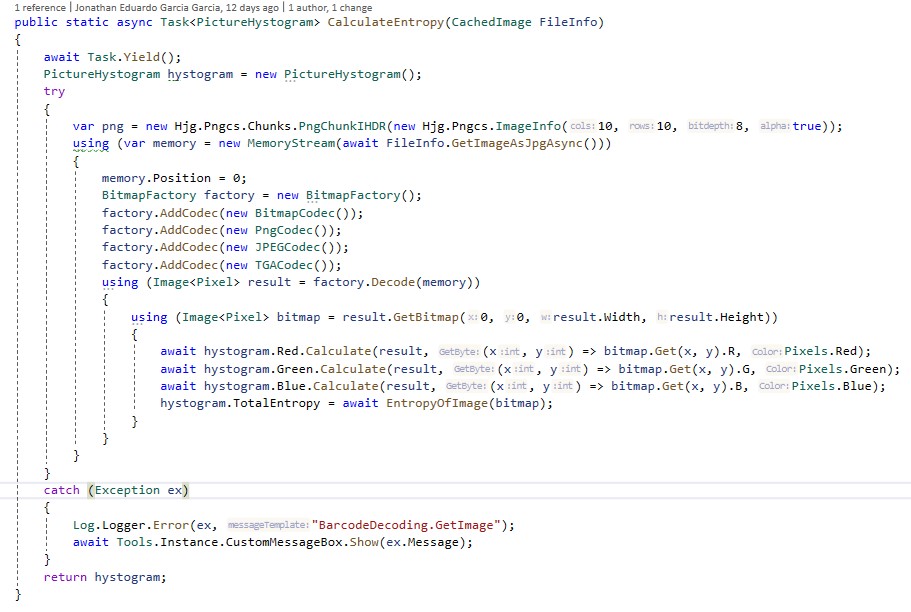 1 reference | Jonathan Eduardo Garcia Garcia, 12 days ago | 1 author, 1 change
public static async Task<PictureHystogram> CalculateEntropy(CachedImage FileInfo)
{
    await Task.Yield();
    PictureHystogram hystogram = new PictureHystogram();
    try
    {
        var png = new Hjg.Pngcs.Chunks.PngChunkIHDR(new Hjg.Pngcs.ImageInfo(cols:10, rows:10, bitdepth:8, alpha:true));
        using (var memory = new MemoryStream(await FileInfo.GetImageAsJpgAsync()))
        {
            memory.Position = 0;
            BitmapFactory factory = new BitmapFactory();
            factory.AddCodec(new BitmapCodec());
            factory.AddCodec(new PngCodec());
            factory.AddCodec(new JPEGCodec());
            factory.AddCodec(new TGACodec());
            using (Image<Pixel> result = factory.Decode(memory))
            {
                using (Image<Pixel> bitmap = result.GetBitmap(x:0, y:0, w:result.Width, h:result.Height))
                {
                    await hystogram.Red.Calculate(result, GetByte:(x:int, y:int) => bitmap.Get(x, y).R, Color:Pixels.Red);
                    await hystogram.Green.Calculate(result, GetByte:(x:int, y:int) => bitmap.Get(x, y).G, Color:Pixels.Green);
                    await hystogram.Blue.Calculate(result, GetByte:(x:int, y:int) => bitmap.Get(x, y).B, Color:Pixels.Blue);
                    hystogram.TotalEntropy = await EntropyOfImage(bitmap);
                }
            }
        }
    }
    catch (Exception ex)
    {
        Log.Logger.Error(ex, messageTemplate:"BarcodeDecoding.GetImage");
        await Tools.Instance.CustomMessageBox.Show(ex.Message);
    }
    return hystogram;
}